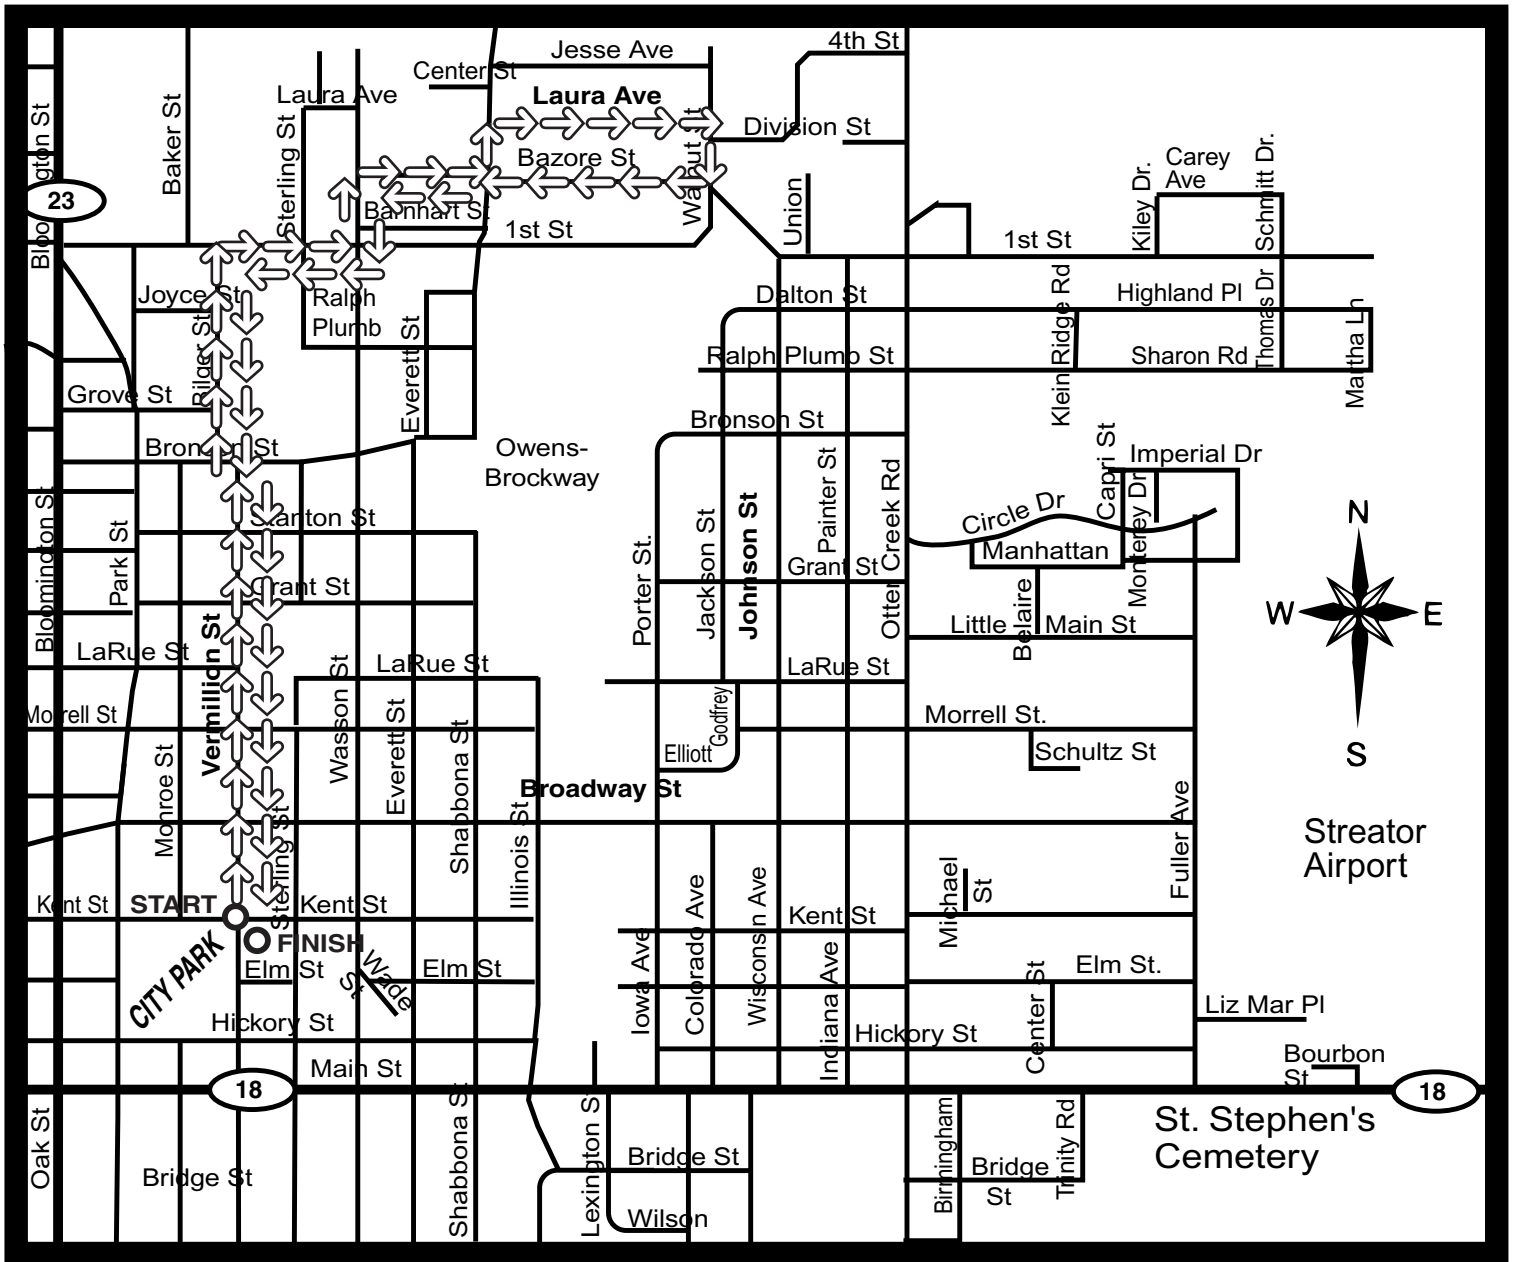 4th St
Jesse Ave
Center St
Laura Ave
Laura Ave
Division St
Bazore St
Walnut St
Carey
Ave
Kiley Dr.
Schmitt Dr.
Bloomington St
Baker St
Sterling St
23
Barnhart St
1st St
Union
1st St
Joyce St
Ralph
Plumb
Dalton St
Highland Pl
Klein Ridge Rd
Thomas Dr
Martha Ln
Bilger St
Everett St
Ralph Plumb St
Sharon Rd
Grove St
Bronson St
Bronson St
Owens-
Brockway
Capri St
Imperial Dr
Monterey Dr
Circle Dr
Manhattan
Bloomington St
Park St
Stanton St
Grant St
Porter St.
Jackson St
Johnson St
Painter St
Otter Creek Rd
Grant St
Belaire
Little Main St
N
W
E
S
Vermillion St
LaRue St
LaRue St
LaRue St
Morrell St
Wasson St
Everett St
Shabbona St
Godfrey
Elliott
Morrell St.
Schultz St
Monroe St
Sterling St
Illinois St
Broadway St
Fuller Ave
Streator
Airport
Kent St
START
Kent St
FINISH
CITY PARK
Elm St
Wade
St
Elm St
Iowa Ave
Colorado Ave
Wisconsin Ave
Indiana Ave
Kent St
Michael
St
Elm St.
Center St
Liz Mar Pl
Hickory St
Hickory St
Main St
Bourbon
St
18
18
Oak St
Bridge St
Shabbona St
Lexington St
Bridge St
Wilson
Birmingham
Bridge
St
Trinity Rd
St. Stephen's
Cemetery